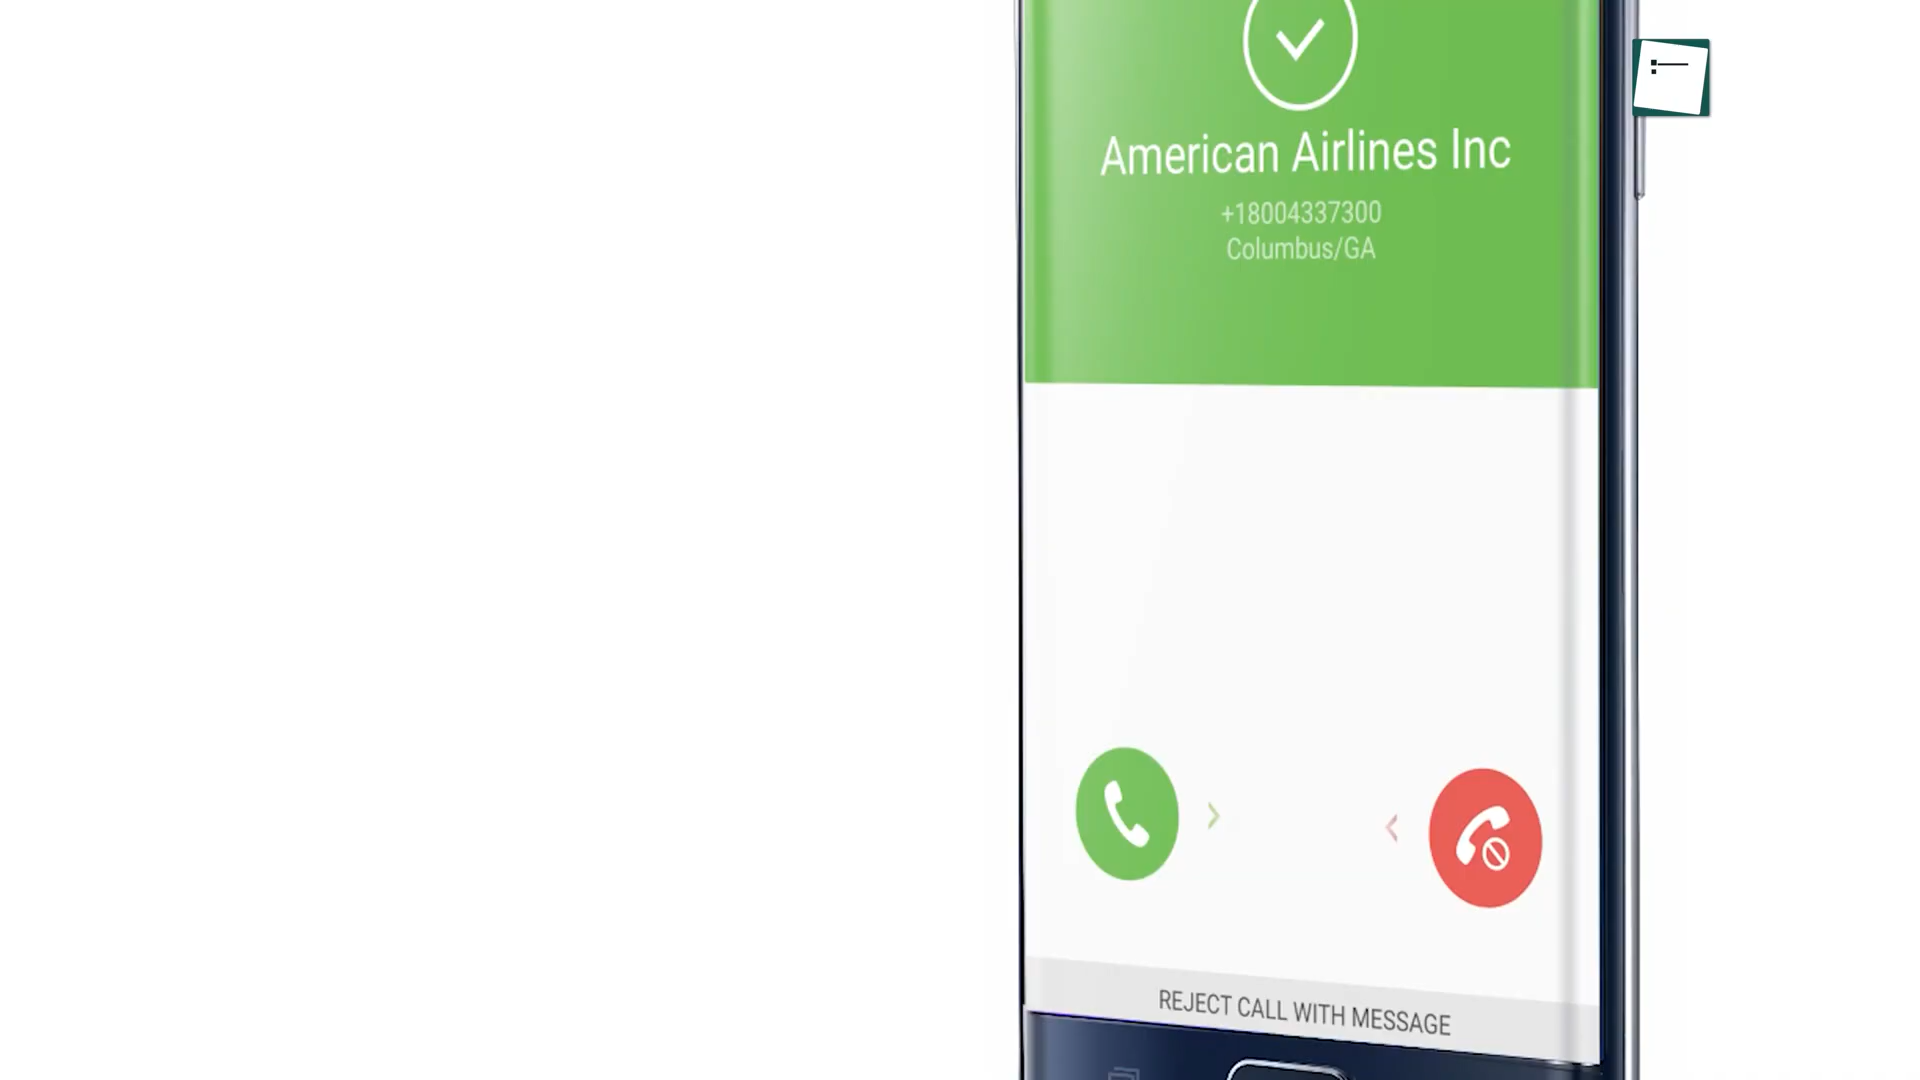 American Airlines Inc
+18004337300
Columbus/GA
REJECT CALL WITH MESSAGE